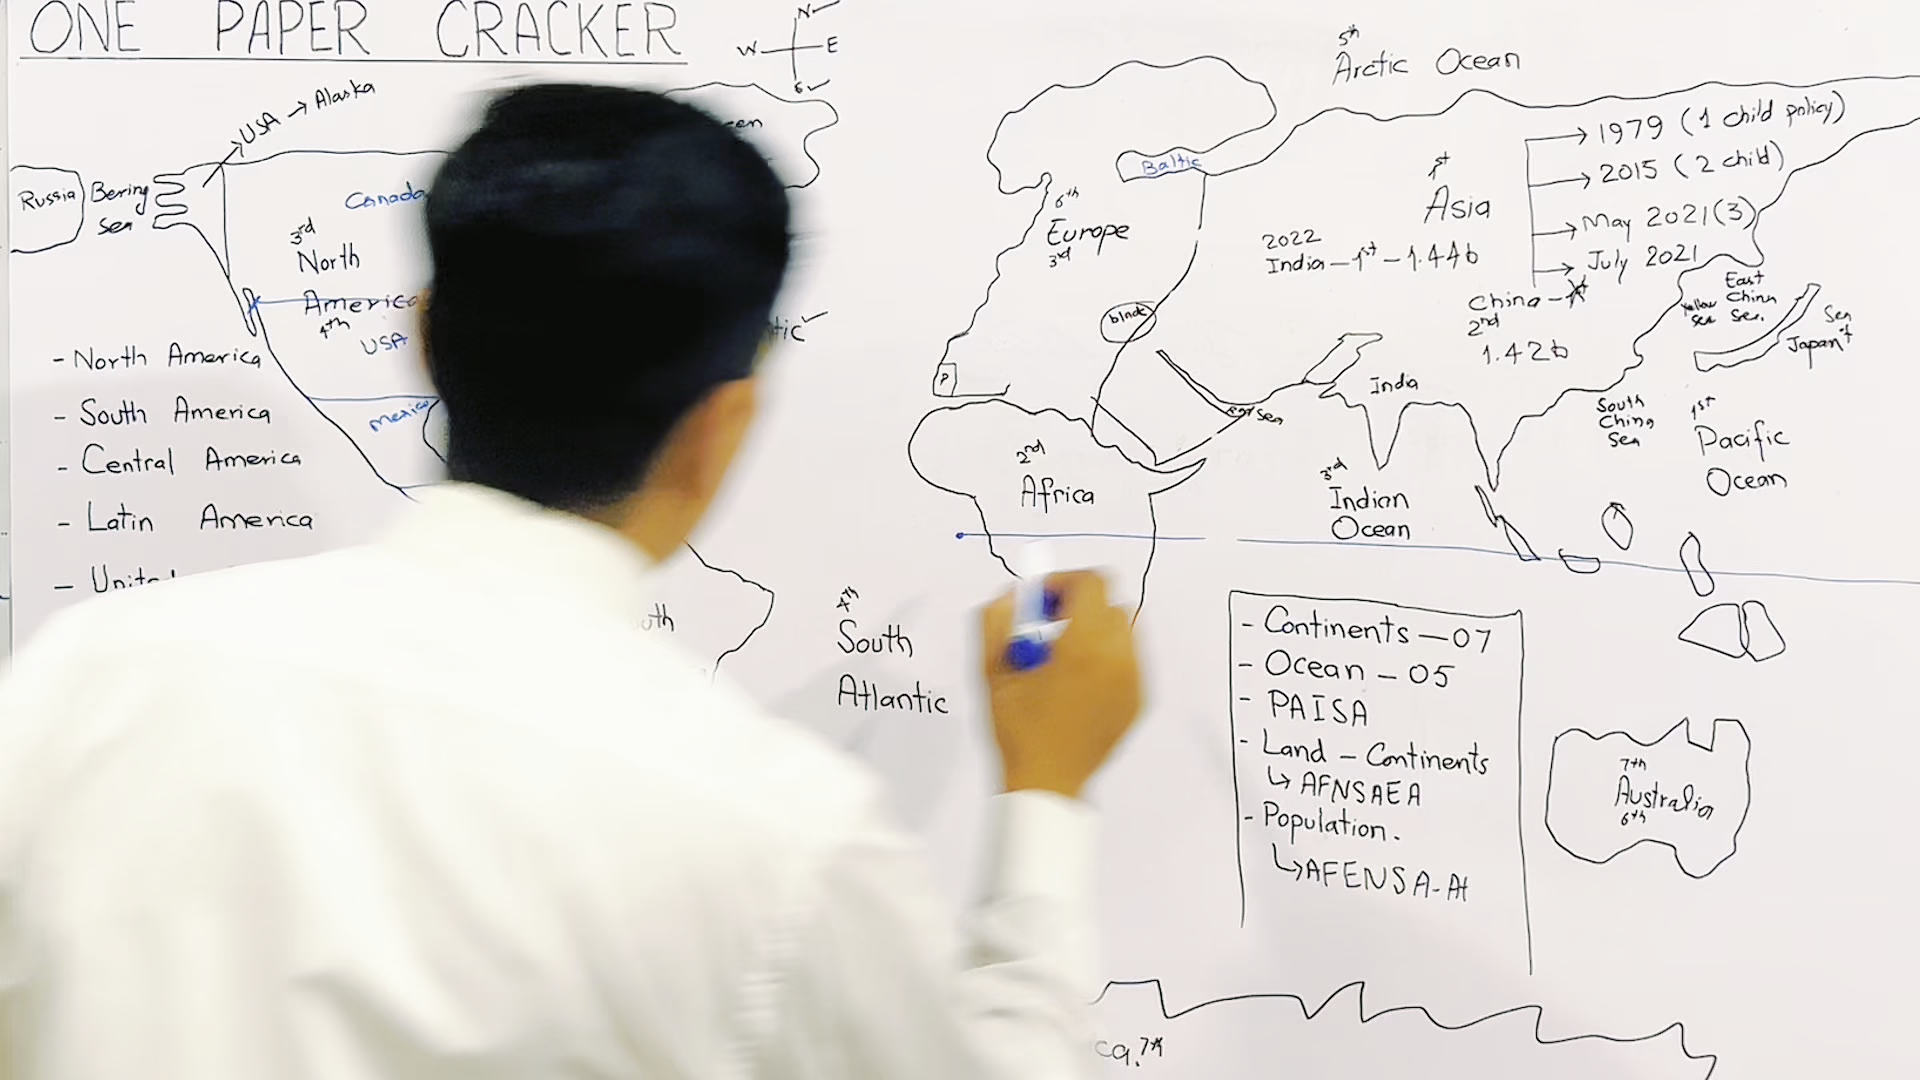 ONE PAPER CRACKER
N
W E
S
USA → Alaska
Russia
Bering
Sea
Canada
3rd
North
America
4th
USA
Mexico
- North America
- South America
- Central America
- Latin America
5th
Arctic Ocean
Baltic
6th
Europe
3rd
1st
Asia
1979 (1 child policy)
2015 (2 child)
May 2021 (3)
July 2021
2022
India - 1st - 1.44b
China - 1st
2nd
1.42b
East
China
Sea.
Yellow
Sea
Sea
of
Japan
black
P
Red Sea
India
South
China
Sea
1st
Pacific
Ocean
2nd
Africa
3rd
Indian
Ocean
4th
South
Atlantic
- Continents - 07
- Ocean - 05
- PAISA
- Land - Continents
↳ AFNSAEA
- Population.
↳ AFENSA-At
7th
Australia
6th